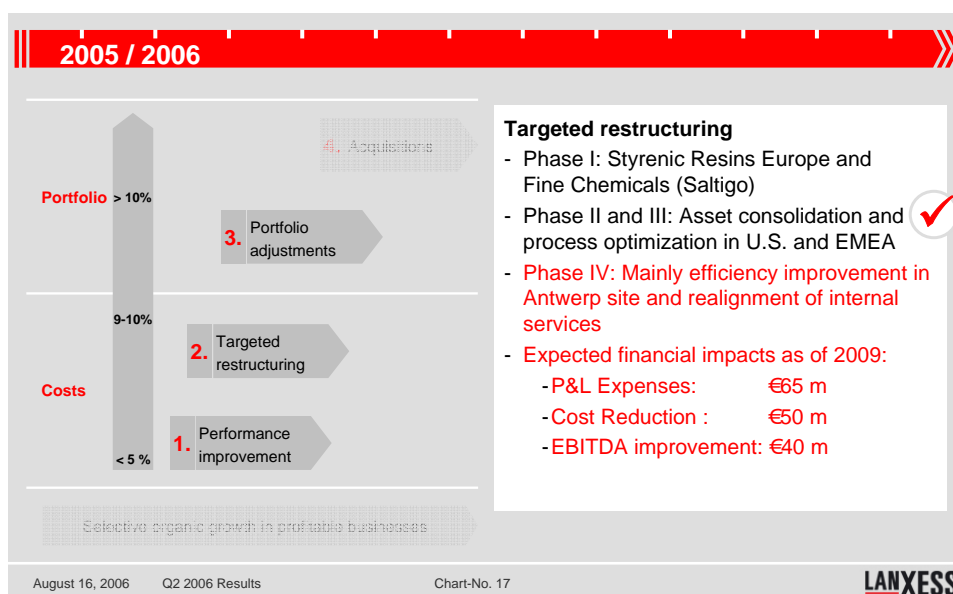 2005 / 2006
4. Acquisitions
Portfolio > 10%
3. Portfolio
adjustments
9-10%
2. Targeted
restructuring
Costs
1. Performance
improvement
< 5 %
Selective organic growth in profitable businesses
Targeted restructuring
- Phase I: Styrenic Resins Europe and
Fine Chemicals (Saltigo)
- Phase II and III: Asset consolidation and
process optimization in U.S. and EMEA
- Phase IV: Mainly efficiency improvement in
Antwerp site and realignment of internal
services
- Expected financial impacts as of 2009:
-P&L Expenses: €65 m
-Cost Reduction : €50 m
-EBITDA improvement: €40 m
August 16, 2006 Q2 2006 Results Chart-No. 17
LANXESS